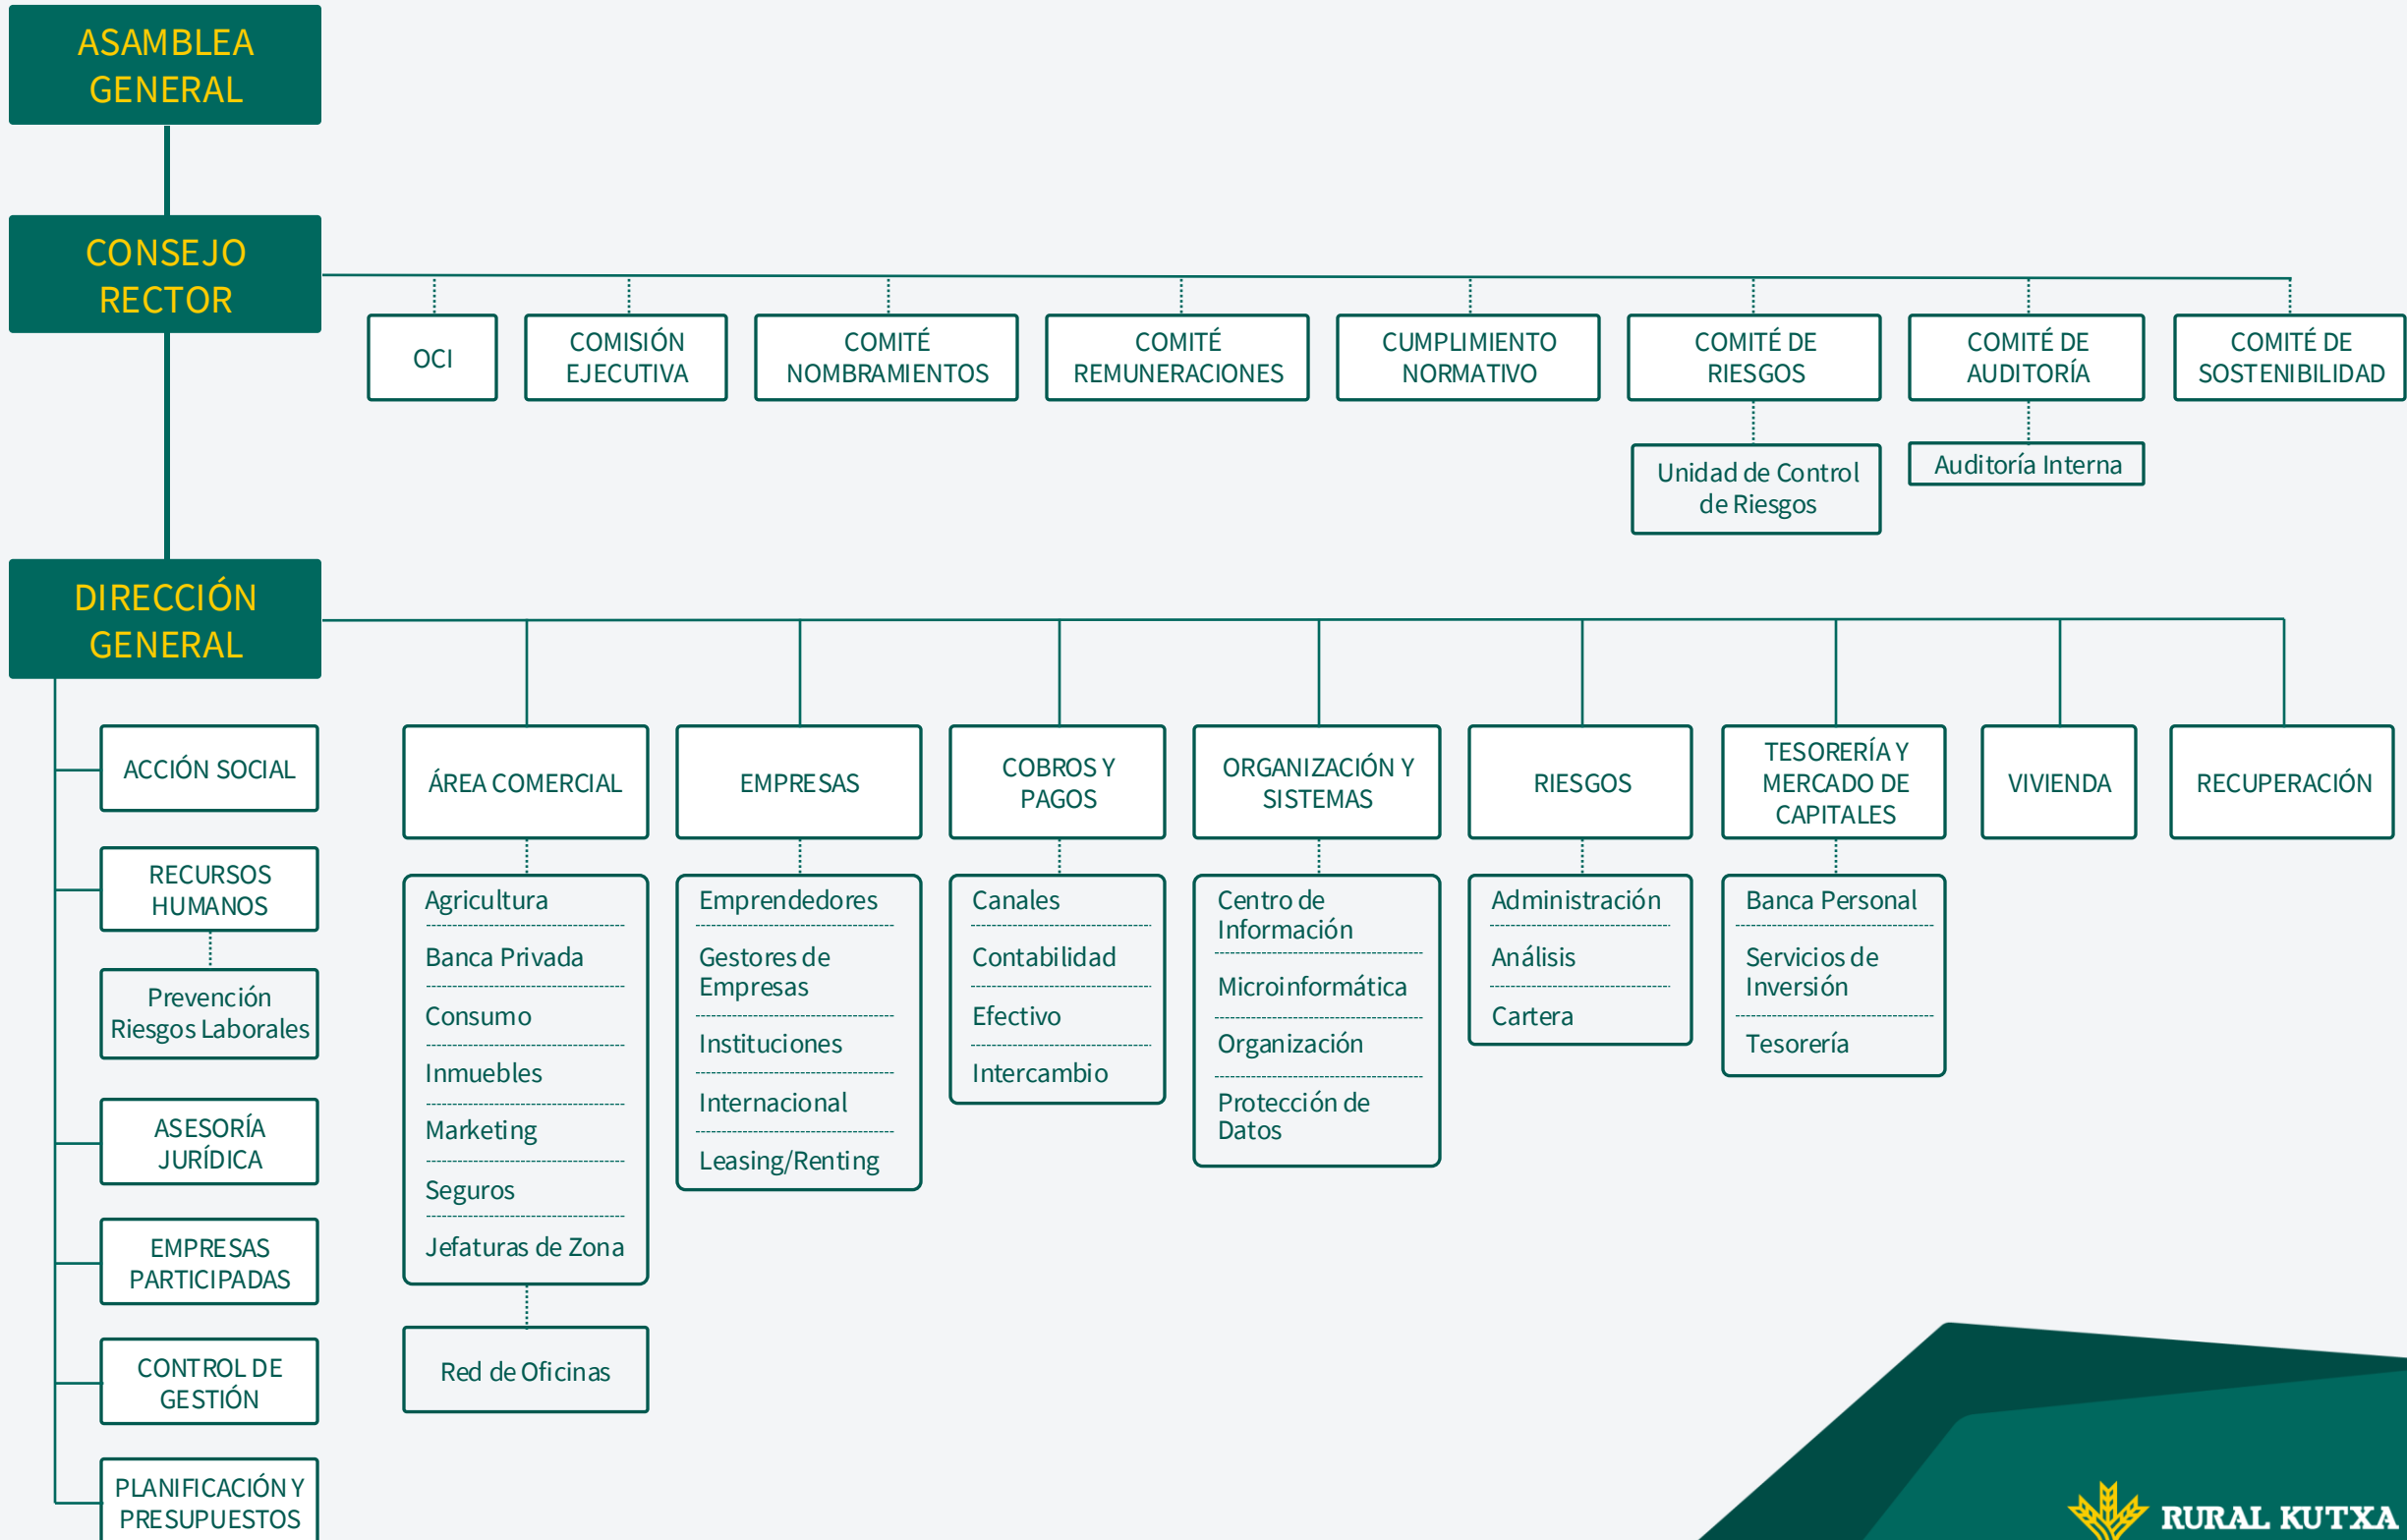 ASAMBLEA
GENERAL
CONSEJO
RECTOR
OCI
COMISIÓN
EJECUTIVA
COMITÉ
NOMBRAMIENTOS
COMITÉ
REMUNERACIONES
CUMPLIMIENTO
NORMATIVO
COMITÉ DE
RIESGOS
COMITÉ DE
AUDITORÍA
COMITÉ DE
SOSTENIBILIDAD
Unidad de Control
de Riesgos
Auditoría Interna
DIRECCIÓN
GENERAL
ACCIÓN SOCIAL
RECURSOS
HUMANOS
Prevención
Riesgos Laborales
ASESORÍA
JURÍDICA
EMPRESAS
PARTICIPADAS
CONTROL DE
GESTIÓN
PLANIFICACIÓN Y
PRESUPUESTOS
ÁREA COMERCIAL
Agricultura
Banca Privada
Consumo
Inmuebles
Marketing
Seguros
Jefaturas de Zona
Red de Oficinas
EMPRESAS
Emprendedores
Gestores de
Empresas
Instituciones
Internacional
Leasing/Renting
COBROS Y
PAGOS
Canales
Contabilidad
Efectivo
Intercambio
ORGANIZACIÓN Y
SISTEMAS
Centro de
Información
Microinformática
Organización
Protección de
Datos
RIESGOS
Administración
Análisis
Cartera
TESORERÍA Y
MERCADO DE
CAPITALES
Banca Personal
Servicios de
Inversión
Tesorería
VIVIENDA
RECUPERACIÓN
RURAL KUTXA